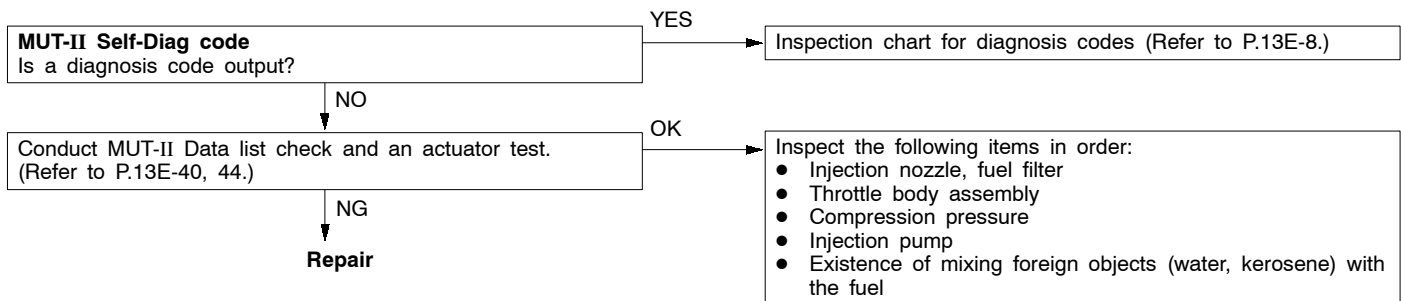 YES
MUT-II Self-Diag code
Is a diagnosis code output?
Inspection chart for diagnosis codes (Refer to P.13E-8.)
NO
OK
Conduct MUT-II Data list check and an actuator test.
(Refer to P.13E-40, 44.)
Inspect the following items in order:
● Injection nozzle, fuel filter
● Throttle body assembly
● Compression pressure
● Injection pump
● Existence of mixing foreign objects (water, kerosene) with
the fuel
NG
Repair